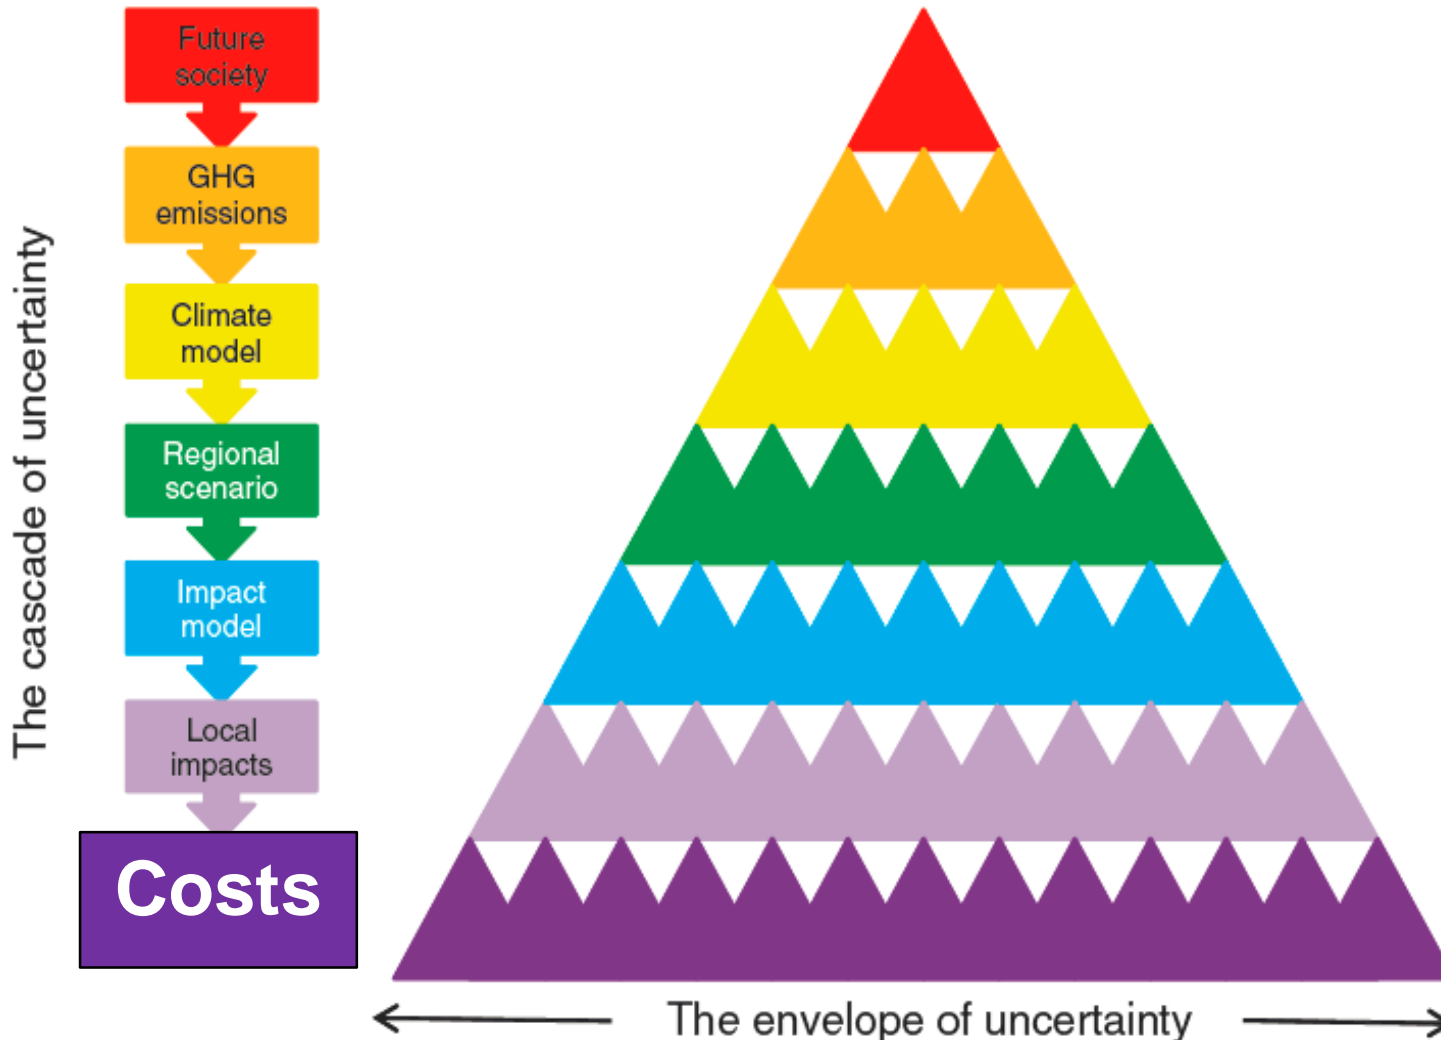 The cascade of uncertainty
Future
society
GHG
emissions
Climate
model
Regional
scenario
Impact
model
Local
impacts
Costs
The envelope of uncertainty